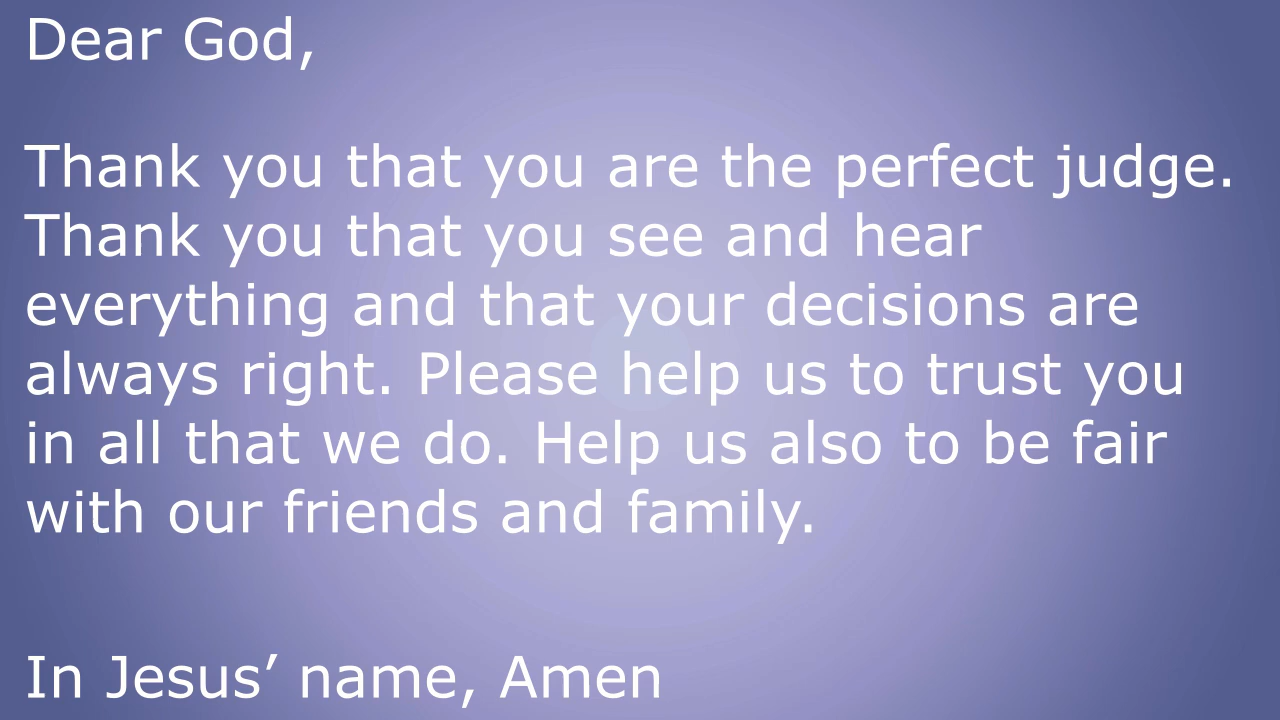 Dear God,
Thank you that you are the perfect judge.
Thank you that you see and hear
everything and that your decisions are
always right. Please help us to trust you
in all that we do. Help us also to be fair
with our friends and family.
In Jesus’ name, Amen